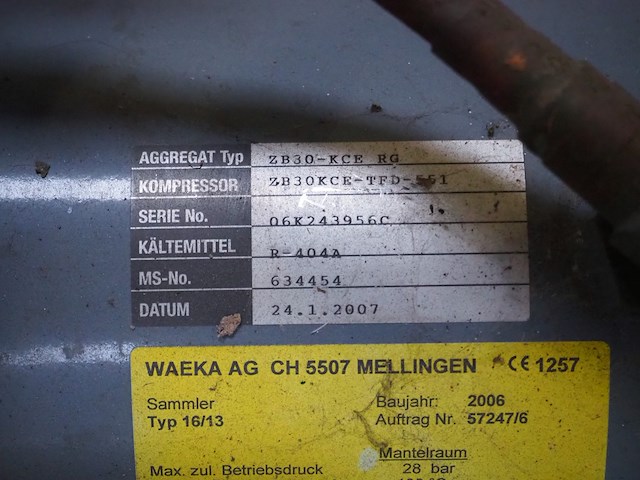 AGGREGAT Typ ZB30-KCE RG
KOMPRESSOR ZB30KCE-TFD-551
SERIE No. 06K243956C
KÄLTEMITTEL R-404A
MS-No. 634454
DATUM 24.1.2007
WAEKA AG CH 5507 MELLINGEN CE 1257
Sammler Baujahr: 2006
Typ 16/13 Auftrag Nr. 57247/6
Mantelraum
Max. zul. Betriebsdruck 28 bar